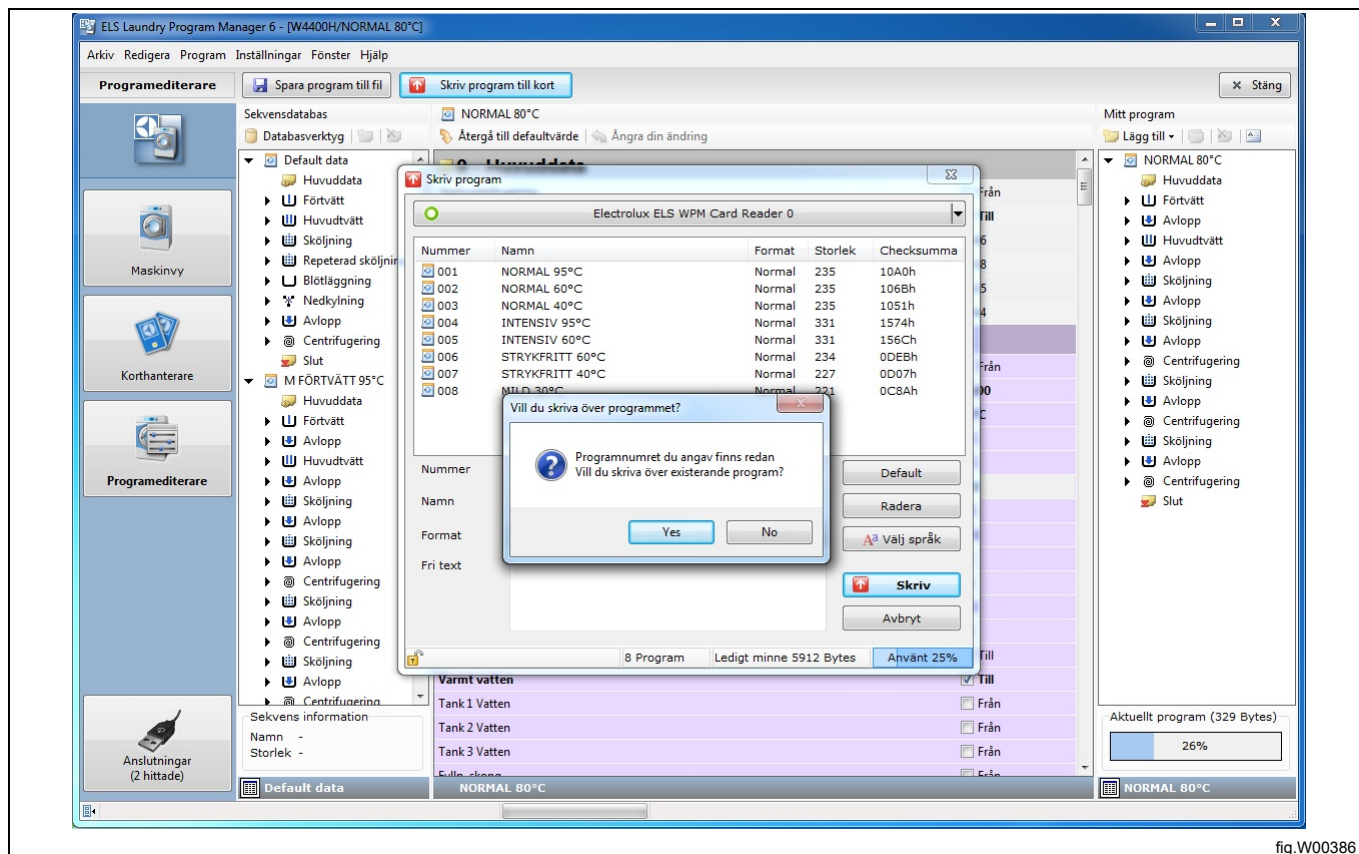 ELS Laundry Program Manager 6 - [W4400H/NORMAL 80°C]
Arkiv Redigera Program Inställningar Fönster Hjälp
Programediterare Spara program till fil Skriv program till kort Stäng
Maskinvy
Korthanterare
Programediterare
Anslutningar
(2 hittade)
Sekvensdatabas
Databasverktyg
Default data
Huvuddata
Förtvätt
Huvudtvätt
Sköljning
Repeterad sköljnir
Blötläggning
Nedkylning
Avlopp
Centrifugering
Slut
M FÖRTVÄTT 95°C
Huvuddata
Förtvätt
Avlopp
Huvudtvätt
Avlopp
Sköljning
Avlopp
Sköljning
Avlopp
Centrifugering
Sköljning
Avlopp
Centrifugering
Sköljning
Avlopp
Centrifugering
Sekvens information
Namn -
Storlek -
Default data
NORMAL 80°C
Återgå till defaultvärde Ångra din ändring
0 - Huvuddata
Från
Till
Från
Skriv program
Electrolux ELS WPM Card Reader 0
Nummer Namn Format Storlek Checksumma
001 NORMAL 95°C Normal 235 10A0h
002 NORMAL 60°C Normal 235 106Bh
003 NORMAL 40°C Normal 235 1051h
004 INTENSIV 95°C Normal 331 1574h
005 INTENSIV 60°C Normal 331 156Ch
006 STRYKFRITT 60°C Normal 234 0DEBh
007 STRYKFRITT 40°C Normal 227 0D07h
008 MILD 30°C Normal 221 0C8Ah
Vill du skriva över programmet?
Programnumret du angav finns redan
Vill du skriva över existerande program?
Yes No
Nummer
Namn
Format
Fri text
Default
Radera
Välj språk
Skriv
Avbryt
8 Program Ledigt minne 5912 Bytes Använt 25%
Till
Varmt vatten Till
Tank 1 Vatten Från
Tank 2 Vatten Från
Tank 3 Vatten Från
NORMAL 80°C
Mitt program
Lägg till
NORMAL 80°C
Huvuddata
Förtvätt
Avlopp
Huvudtvätt
Avlopp
Sköljning
Avlopp
Sköljning
Avlopp
Centrifugering
Sköljning
Avlopp
Centrifugering
Sköljning
Avlopp
Centrifugering
Slut
Aktuellt program (329 Bytes)
26%
NORMAL 80°C
fig.W00386